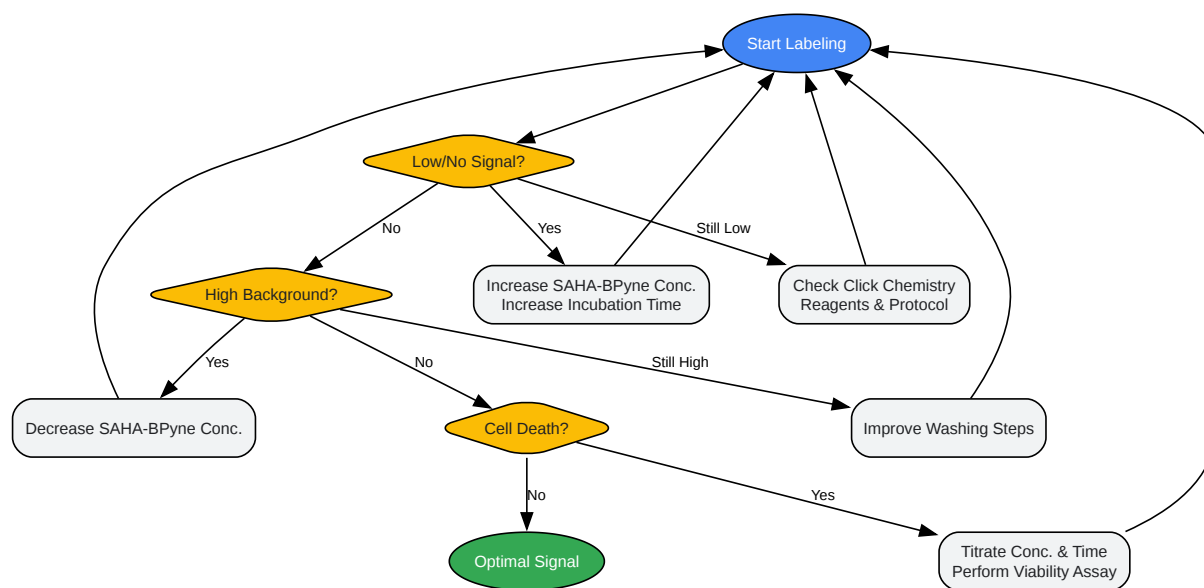 Start Labeling
Low/No Signal?
No
Yes
Still Low
Increase SAHA-BPyne Conc.
Increase Incubation Time
Check Click Chemistry
Reagents & Protocol
High Background?
Yes
No
Still High
Decrease SAHA-BPyne Conc.
Cell Death?
Improve Washing Steps
No
Yes
Optimal Signal
Titrate Conc. & Time
Perform Viability Assay